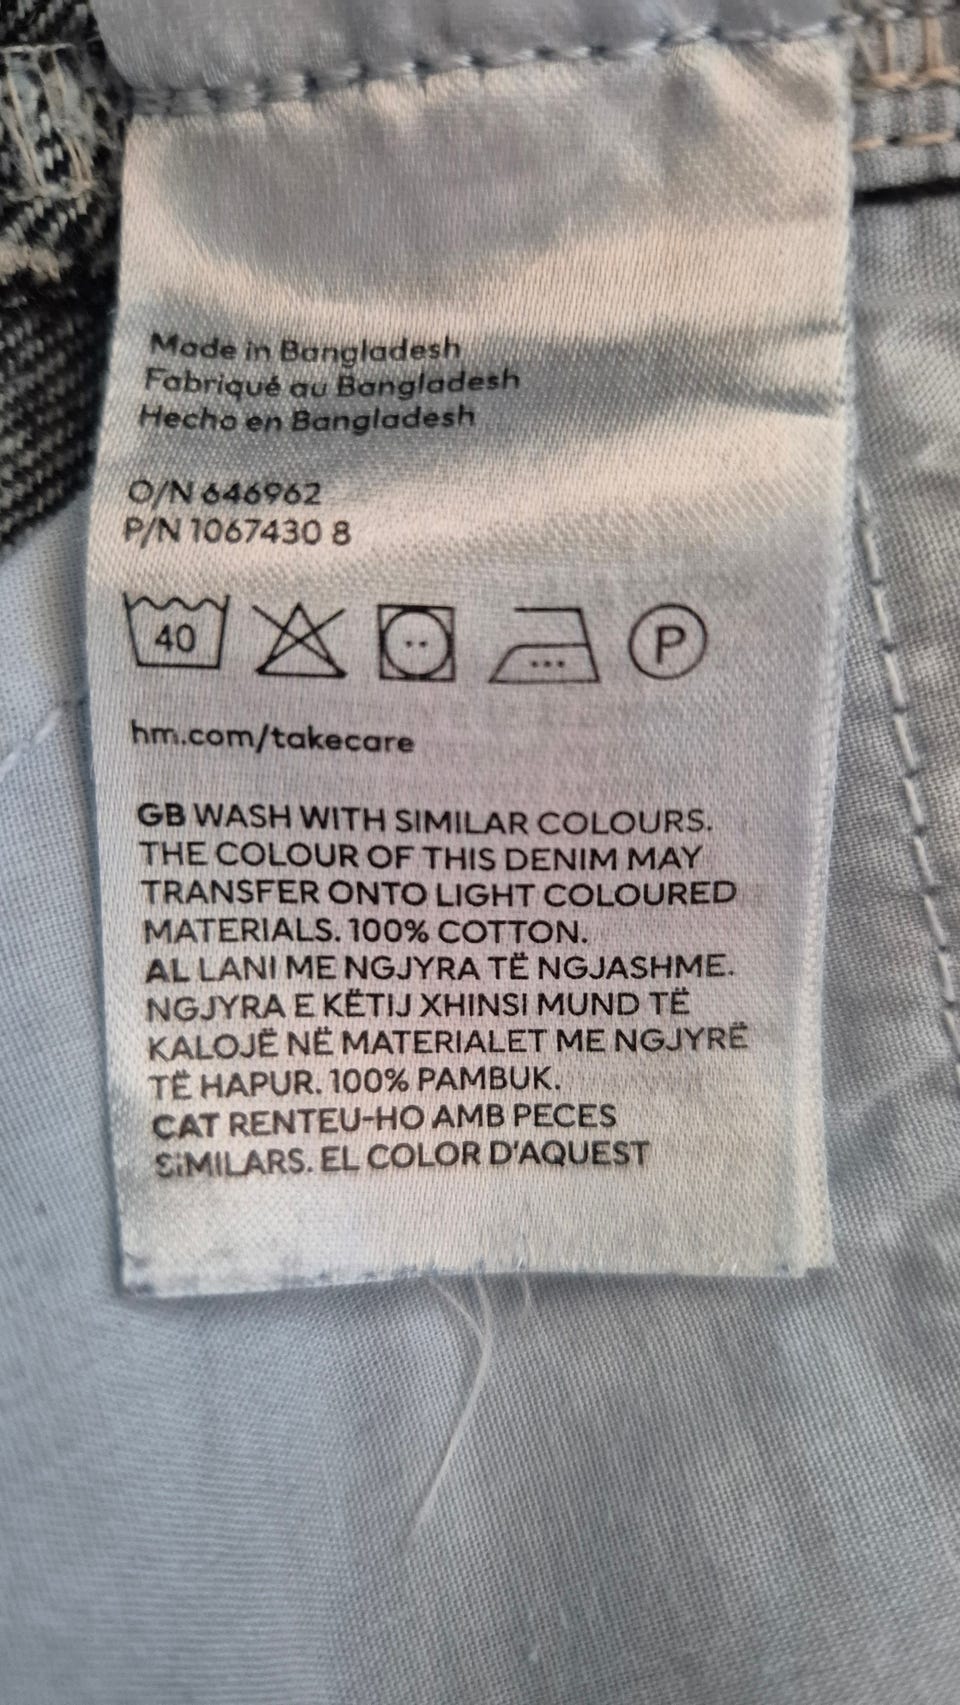 Made in Bangladesh
Fabriqué au Bangladesh
Hecho en Bangladesh
O/N 646962
P/N 1067430 8
40 P
hm.com/takecare
GB WASH WITH SIMILAR COLOURS.
THE COLOUR OF THIS DENIM MAY
TRANSFER ONTO LIGHT COLOURED
MATERIALS. 100% COTTON.
AL LANI ME NGJYRA TË NGJASHME.
NGJYRA E KËTIJ XHINSI MUND TË
KALOJË NË MATERIALET ME NGJYRË
TË HAPUR. 100% PAMBUK.
CAT RENTEU-HO AMB PECES
SIMILARS. EL COLOR D'AQUEST